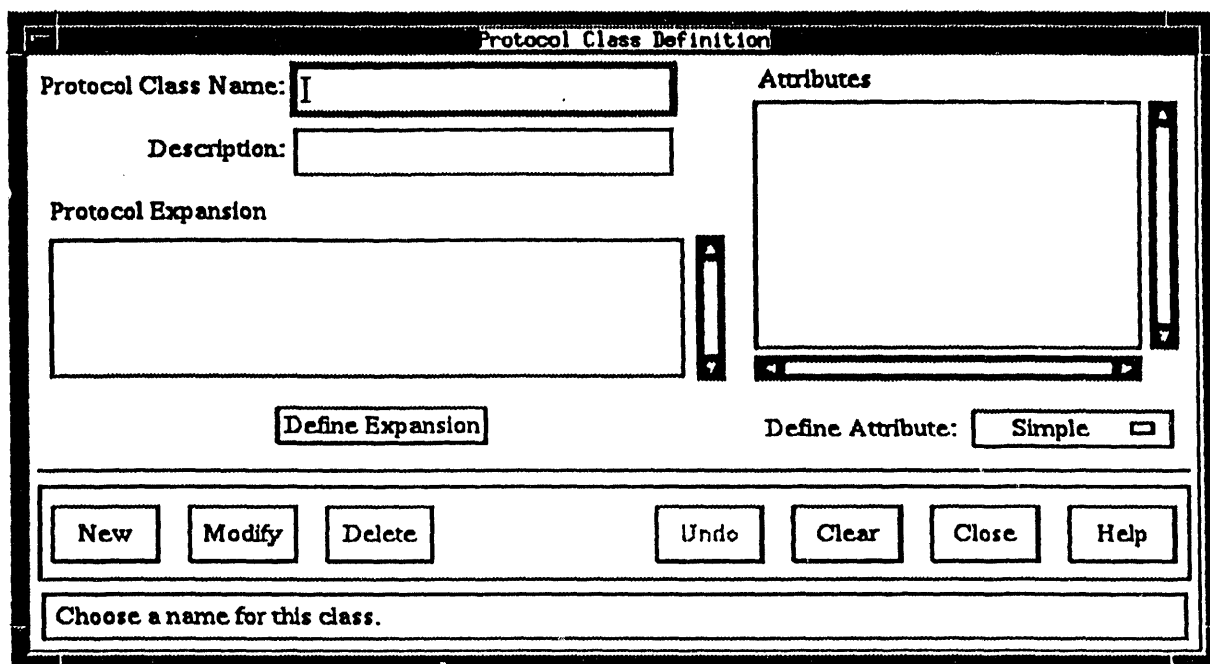 Protocol Class Definition
Protocol Class Name:
Description:
Protocol Expansion
Define Expansion
Attributes
Define Attribute: Simple
New Modify Delete Undo Clear Close Help
Choose a name for this class.